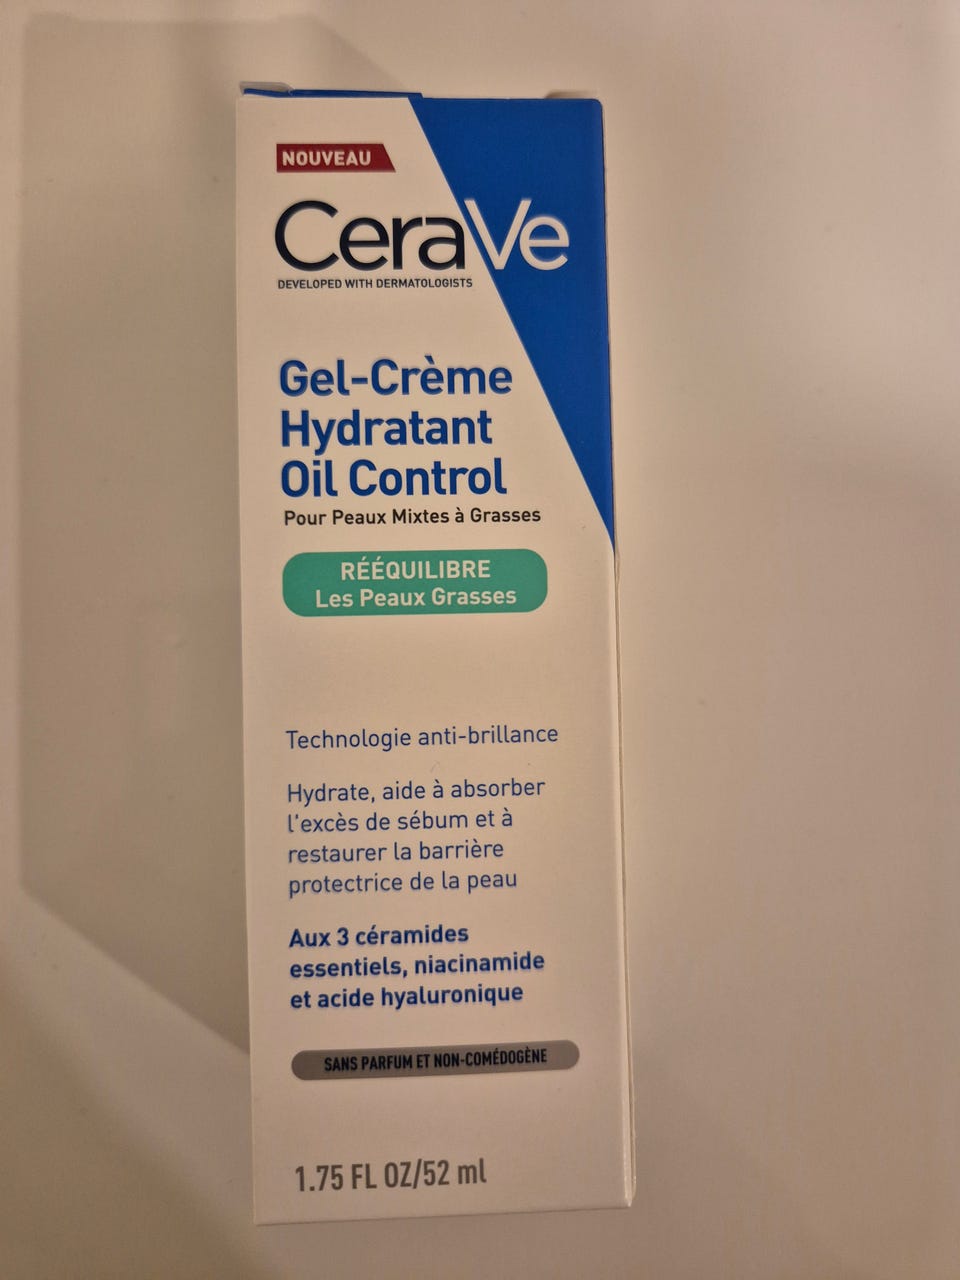 NOUVEAU
CeraVe
DEVELOPED WITH DERMATOLOGISTS
Gel-Crème
Hydratant
Oil Control
Pour Peaux Mixtes à Grasses
RÉÉQUILIBRE
Les Peaux Grasses
Technologie anti-brillance
Hydrate, aide à absorber
l'excès de sébum et à
restaurer la barrière
protectrice de la peau
Aux 3 céramides
essentiels, niacinamide
et acide hyaluronique
SANS PARFUM ET NON-COMÉDOGÈNE
1.75 FL OZ/52 ml